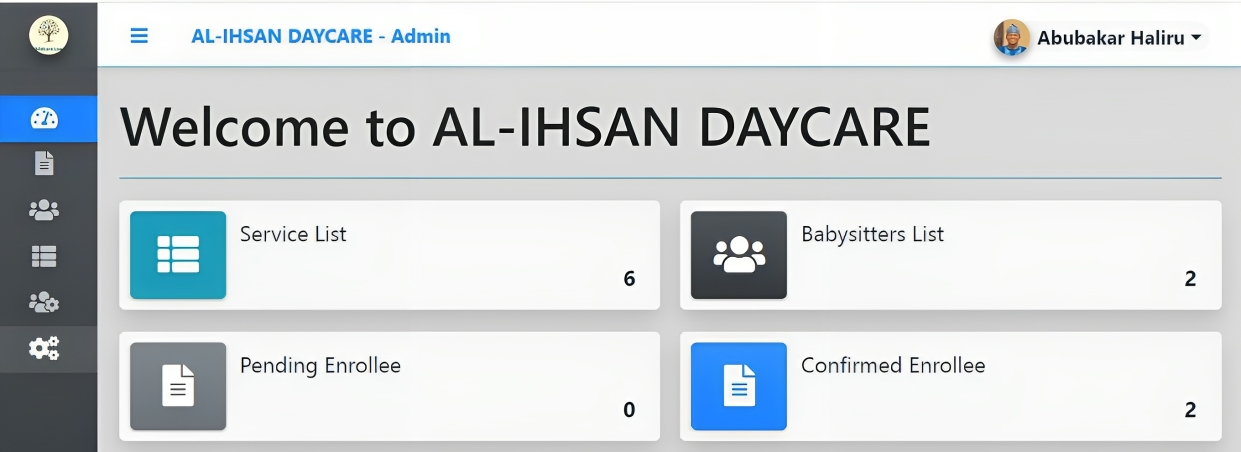 AL-IHSAN DAYCARE - Admin
Abubakar Haliru
Welcome to AL-IHSAN DAYCARE
Service List
6
Babysitters List
2
Pending Enrollee
0
Confirmed Enrollee
2